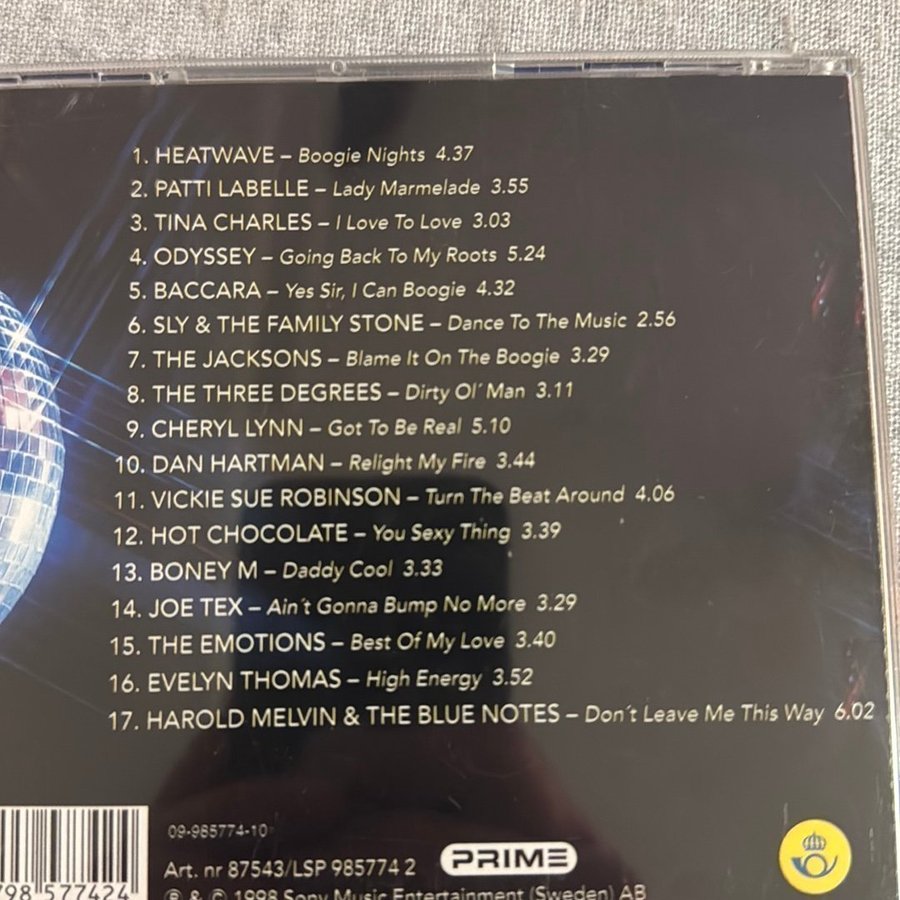 1. HEATWAVE – Boogie Nights 4.37
2. PATTI LABELLE – Lady Marmelade 3.55
3. TINA CHARLES – I Love To Love 3.03
4. ODYSSEY – Going Back To My Roots 5.24
5. BACCARA – Yes Sir, I Can Boogie 4.32
6. SLY & THE FAMILY STONE – Dance To The Music 2.56
7. THE JACKSONS – Blame It On The Boogie 3.29
8. THE THREE DEGREES – Dirty Ol´ Man 3.11
9. CHERYL LYNN – Got To Be Real 5.10
10. DAN HARTMAN – Relight My Fire 3.44
11. VICKIE SUE ROBINSON – Turn The Beat Around 4.06
12. HOT CHOCOLATE – You Sexy Thing 3.39
13. BONEY M – Daddy Cool 3.33
14. JOE TEX – Ain´t Gonna Bump No More 3.29
15. THE EMOTIONS – Best Of My Love 3.40
16. EVELYN THOMAS – High Energy 3.52
17. HAROLD MELVIN & THE BLUE NOTES – Don´t Leave Me This Way 6.02
09-985774-10
Art. nr 87543/LSP 985774 2 PRIME
798 577424
℗ & © 1998 Sony Music Entertainment (Sweden) AB